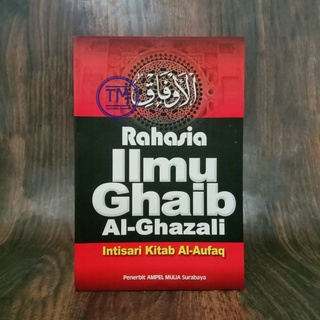 الأوفاق
TM
Rahasia
Ilmu
Ghaib
Al-Ghazali
Intisari Kitab Al-Aufaq
Penerbit AMPEL MULIA Surabaya